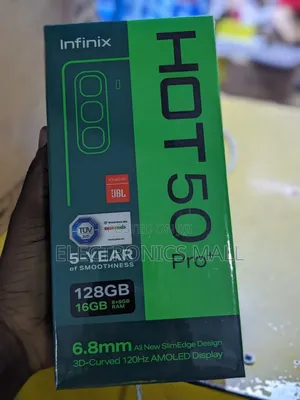 Infinix
HOT 50 Pro
JBL
TÜV
ELECTRONICS MALL
5-YEAR
OF SMOOTHNESS
128GB
16GB 8+8GB RAM
6.8mm All New SlimEdge Design
3D-Curved 120Hz AMOLED Display